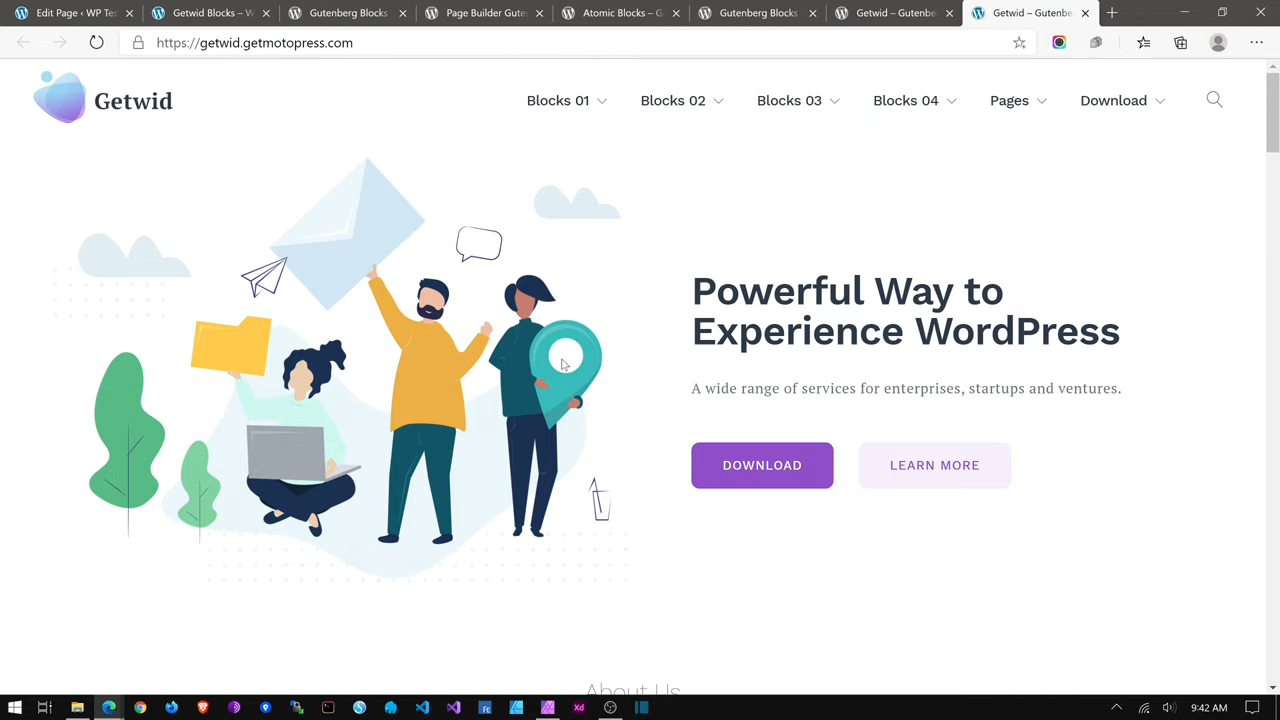 Edit Page ‹ WP Tes
Getwid Blocks – W
Gutenberg Blocks
Page Builder Gute
Atomic Blocks – G
Gutenberg Blocks
Getwid – Gutenbe
Getwid – Gutenbe
https://getwid.getmotopress.com
Getwid
Blocks 01
Blocks 02
Blocks 03
Blocks 04
Pages
Download
Powerful Way to
Experience WordPress
A wide range of services for enterprises, startups and ventures.
DOWNLOAD
LEARN MORE
About Us
9:42 AM